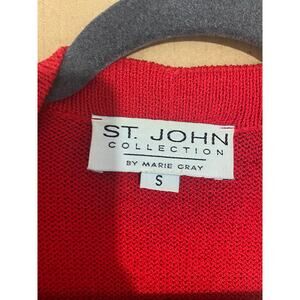 ST. JOHN
COLLECTION
BY MARIE GRAY
S